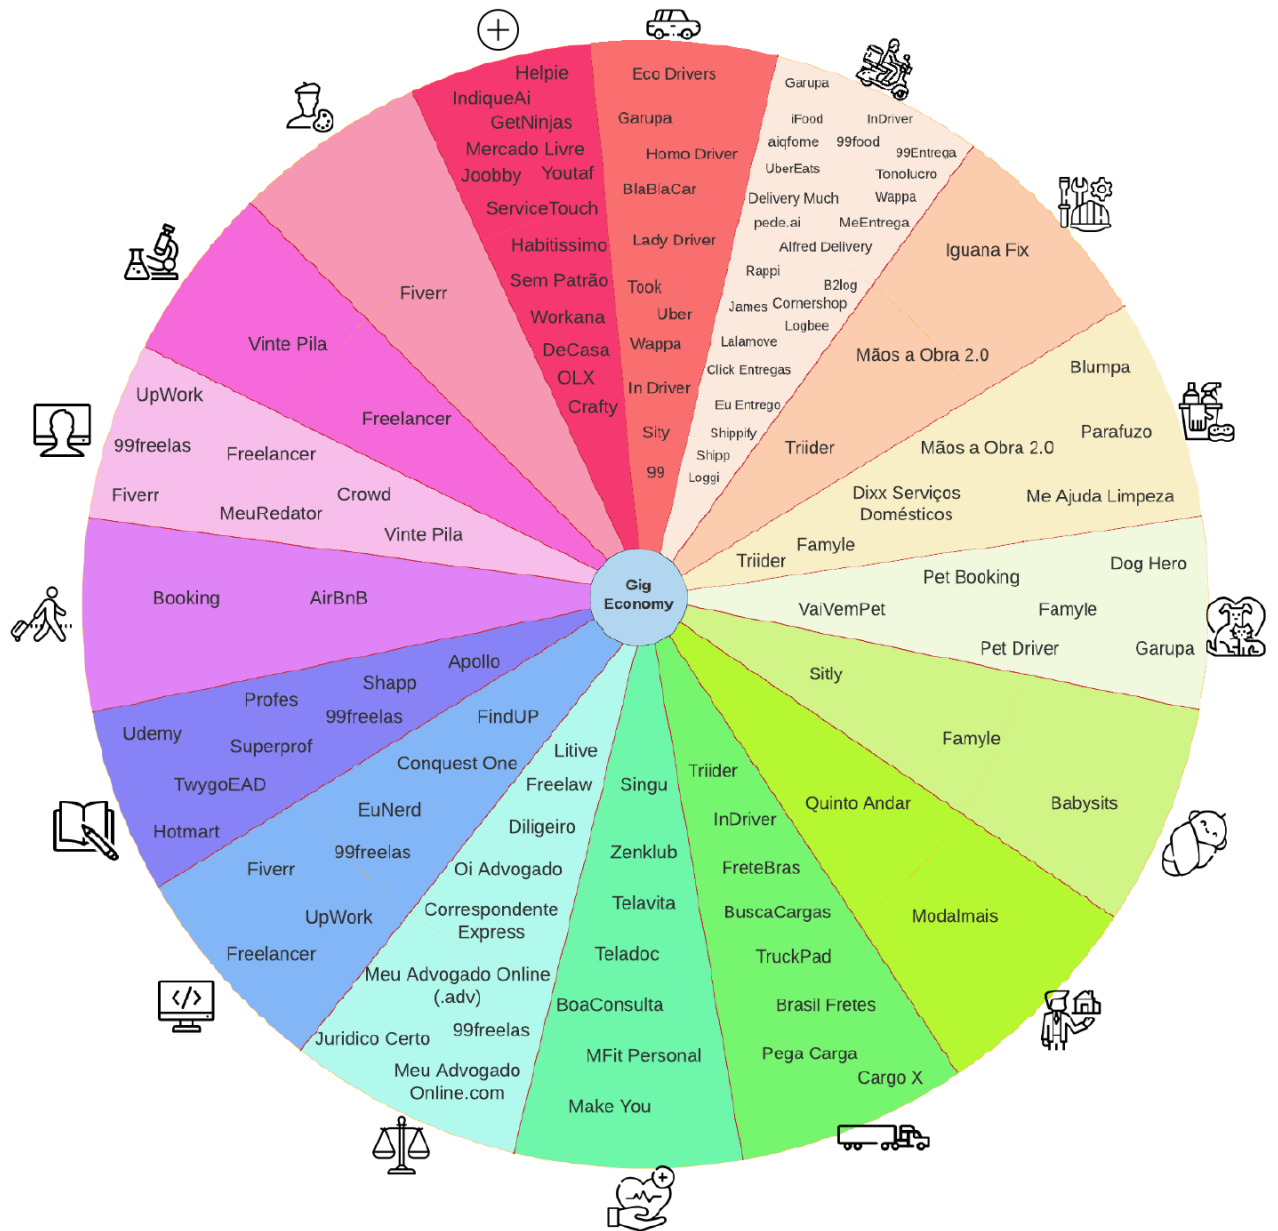 Helpie
IndiqueAi
GetNinjas
Mercado Livre
Joobby
Youtaf
ServiceTouch
Habitissimo
Sem Patrão
Workana
DeCasa
OLX
Crafty
Eco Drivers
Garupa
Homo Driver
BlaBlaCar
Lady Driver
Took
Uber
Wappa
In Driver
Sity
99
Garupa
iFood
InDriver
aiqfome
99food
99Entrega
UberEats
Tonolucro
Delivery Much
Wappa
pede.ai
MeEntrega
Alfred Delivery
Rappi
B2log
James
Cornershop
Logbee
Lalamove
Click Entregas
Eu Entrego
Shippify
Shipp
Loggi
Iguana Fix
Mãos a Obra 2.0
Triider
Blumpa
Parafuzo
Mãos a Obra 2.0
Me Ajuda Limpeza
Dixx Serviços
Domésticos
Famyle
Triider
Dog Hero
Pet Booking
VaiVemPet
Famyle
Pet Driver
Garupa
Sitly
Famyle
Babysits
Quinto Andar
Modalmais
Triider
InDriver
FreteBras
BuscaCargas
TruckPad
Brasil Fretes
Pega Carga
Cargo X
Singu
Zenklub
Telavita
Teladoc
BoaConsulta
MFit Personal
Make You
Litive
Freelaw
Diligeiro
Oi Advogado
Correspondente
Express
Meu Advogado Online
(.adv)
99freelas
Juridico Certo
Meu Advogado
Online.com
FindUP
Conquest One
EuNerd
99freelas
Fiverr
UpWork
Freelancer
Apollo
Shapp
Profes
99freelas
Udemy
Superprof
TwygoEAD
Hotmart
Booking
AirBnB
UpWork
99freelas
Freelancer
Fiverr
Crowd
MeuRedator
Vinte Pila
Vinte Pila
Freelancer
Fiverr
Gig
Economy